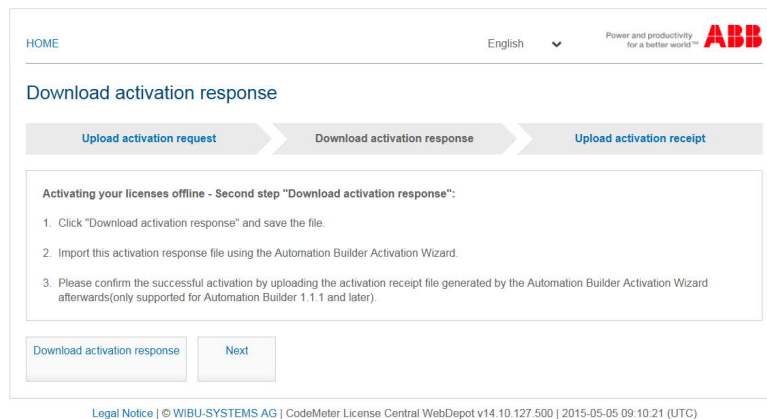 HOME
English
Power and productivity
for a better world™
ABB
Download activation response
Upload activation request
Download activation response
Upload activation receipt
Activating your licenses offline - Second step "Download activation response":
1. Click "Download activation response" and save the file.
2. Import this activation response file using the Automation Builder Activation Wizard.
3. Please confirm the successful activation by uploading the activation receipt file generated by the Automation Builder Activation Wizard
afterwards(only supported for Automation Builder 1.1.1 and later).
Download activation response
Next
Legal Notice | © WIBU-SYSTEMS AG | CodeMeter License Central WebDepot v14.10.127.500 | 2015-05-05 09:10:21 (UTC)